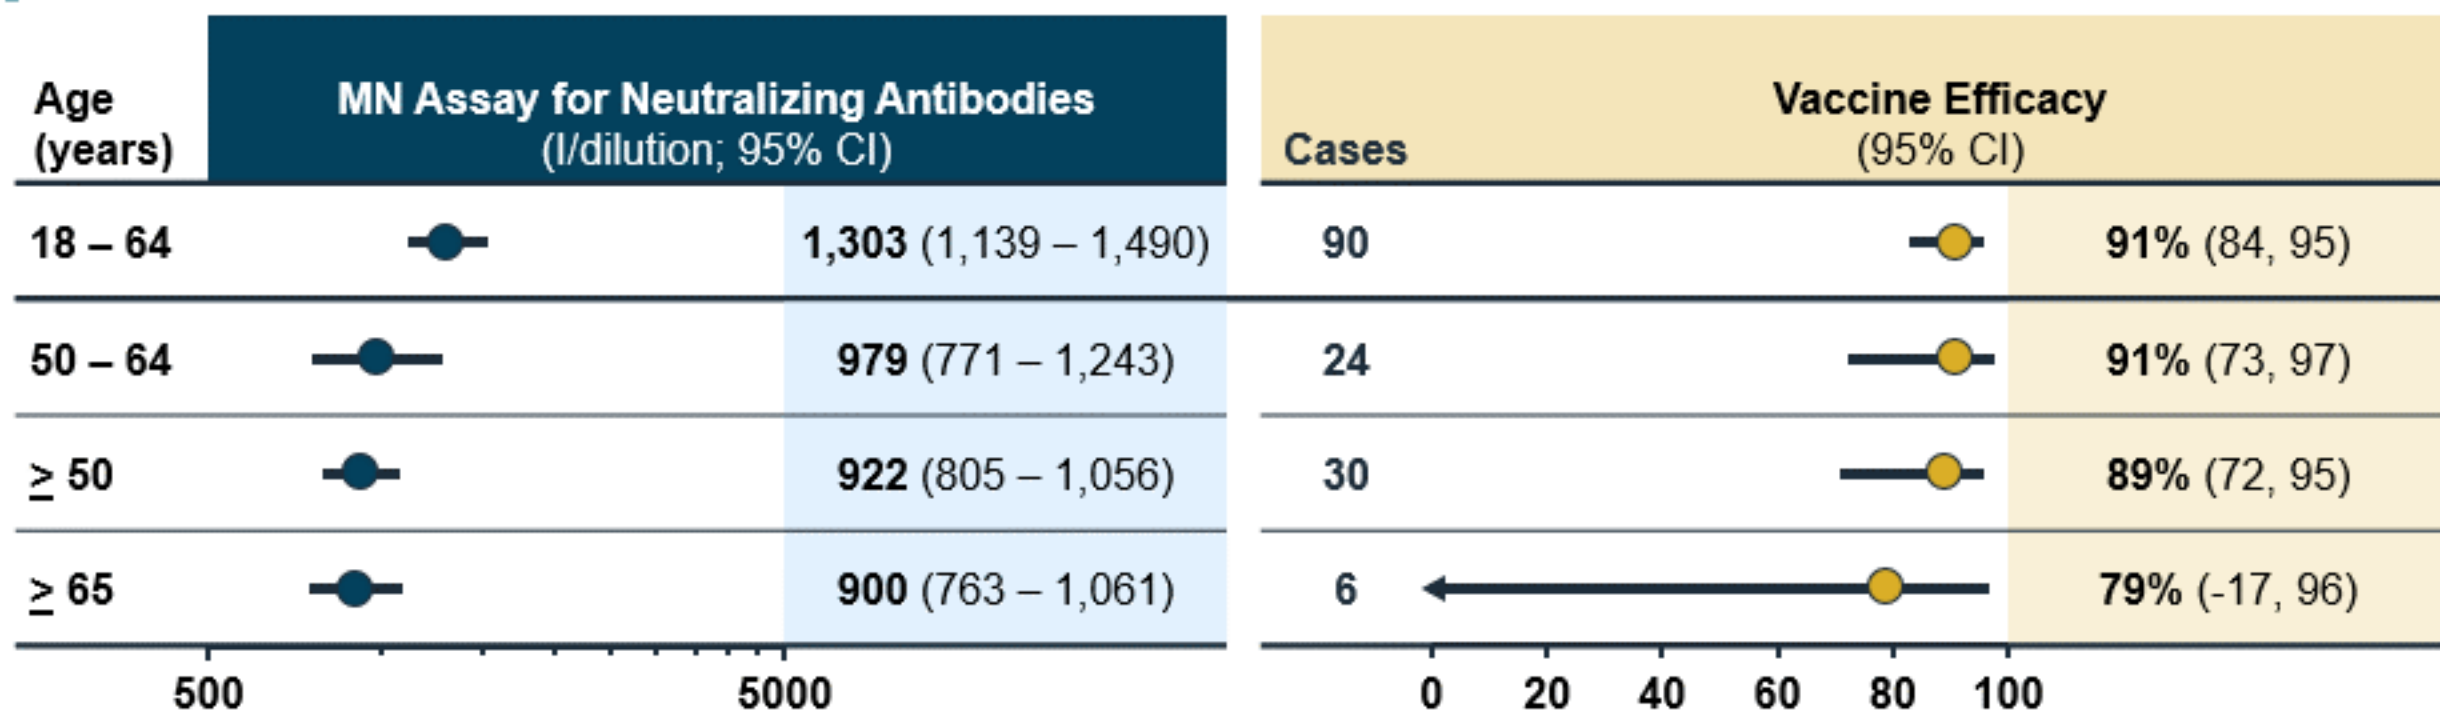 Age
(years)
MN Assay for Neutralizing Antibodies
(I/dilution; 95% CI)
Cases
Vaccine Efficacy
(95% CI)
18 – 64
1,303 (1,139 – 1,490)
90
91% (84, 95)
50 – 64
979 (771 – 1,243)
24
91% (73, 97)
≥ 50
922 (805 – 1,056)
30
89% (72, 95)
≥ 65
900 (763 – 1,061)
6
79% (-17, 96)
500 5000
0 20 40 60 80 100